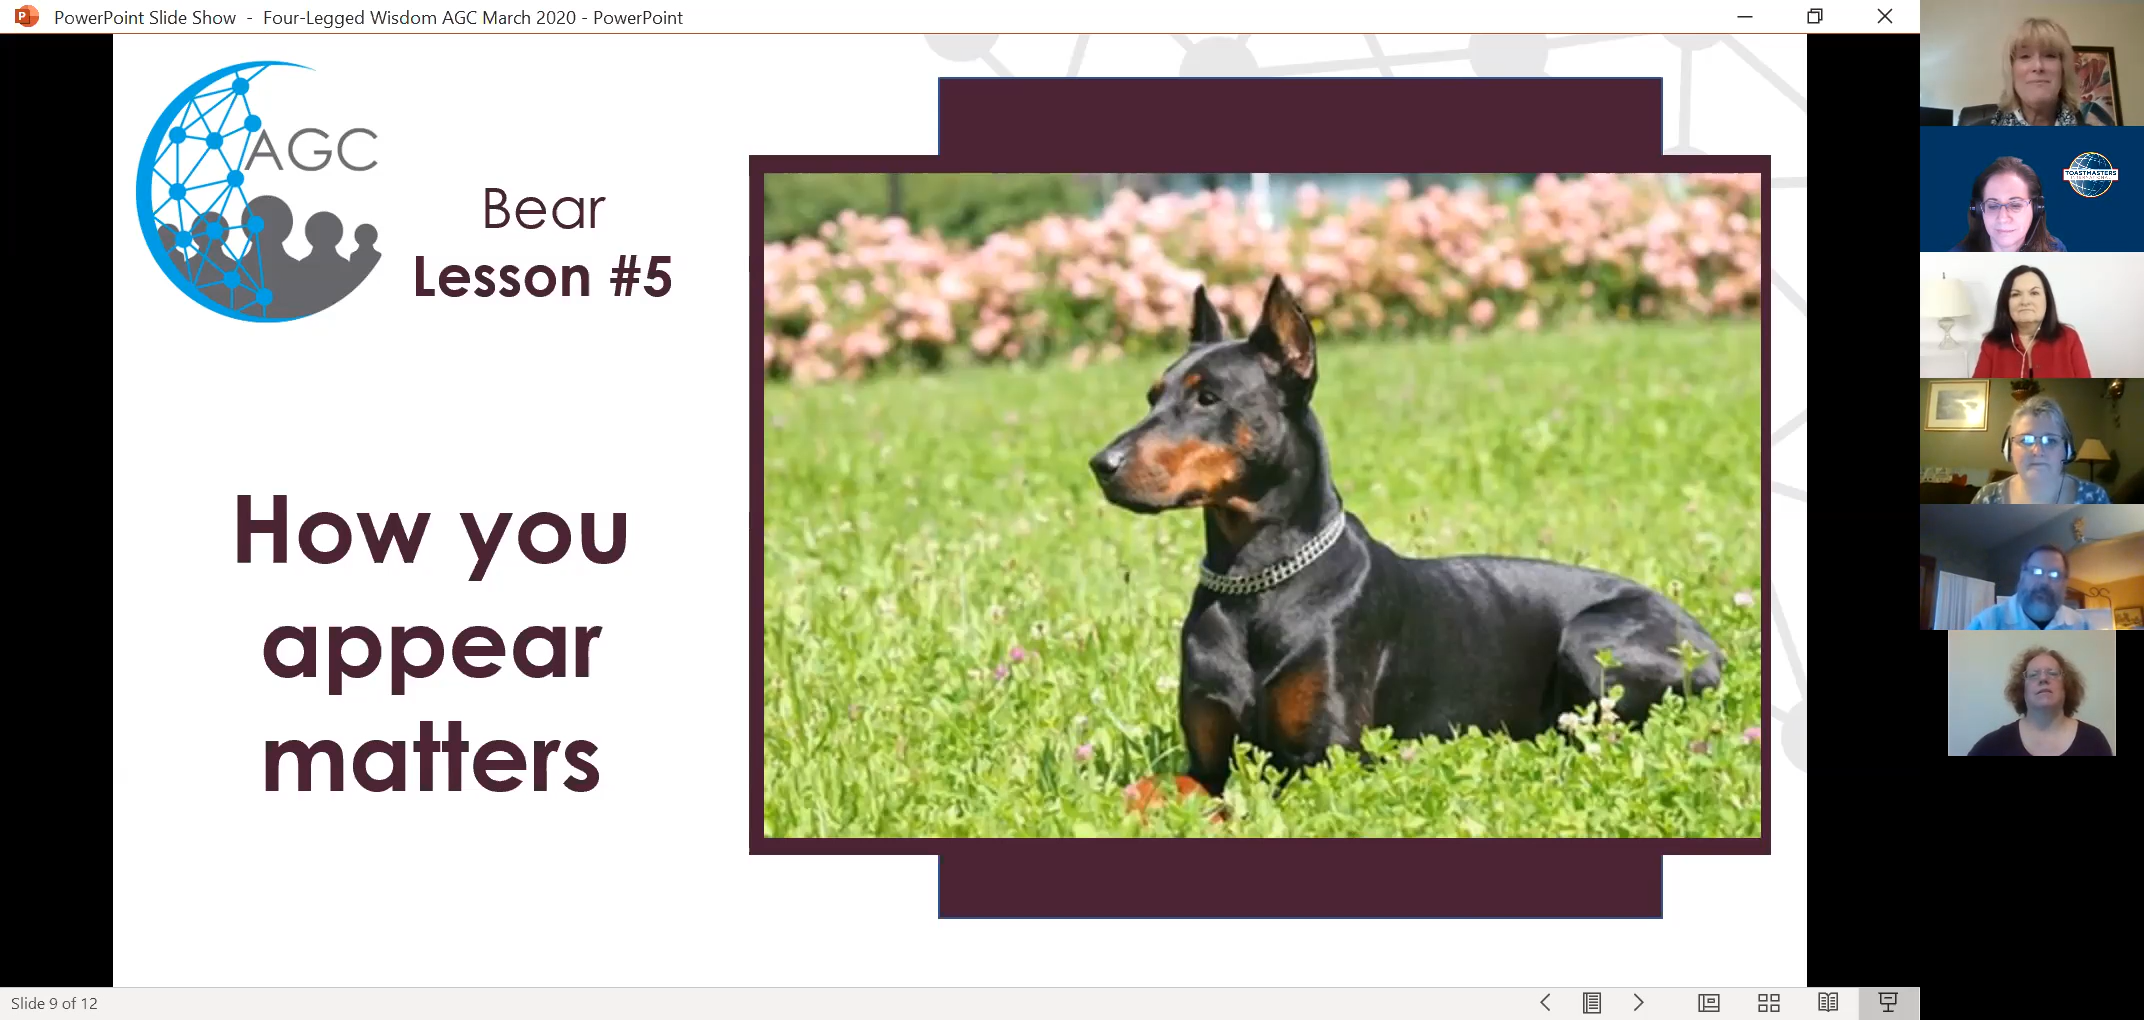 PowerPoint Slide Show - Four-Legged Wisdom AGC March 2020 - PowerPoint
AGC
Bear
Lesson #5
How you
appear
matters
TOASTMASTERS
INTERNATIONAL
Slide 9 of 12